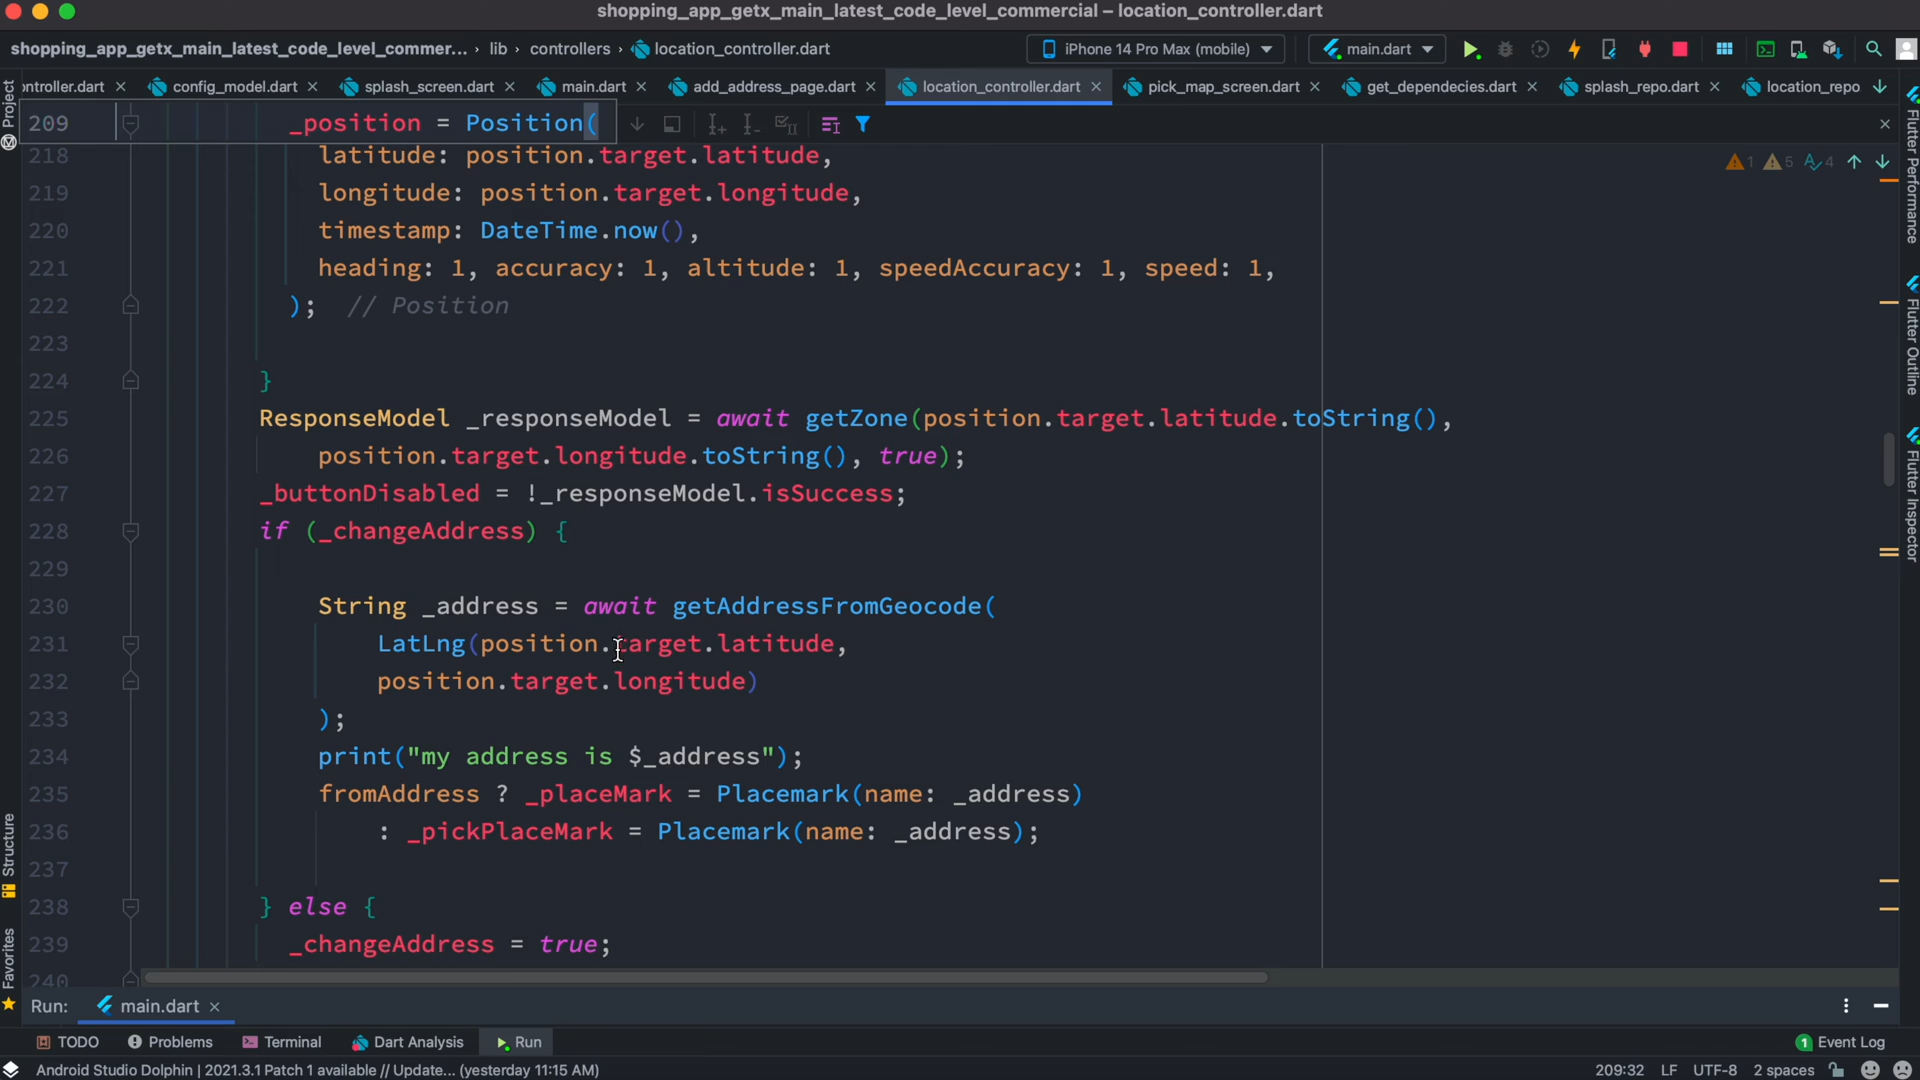 shopping_app_getx_main_latest_code_level_commercial – location_controller.dart
shopping_app_getx_main_latest_code_level_commer... › lib › controllers › location_controller.dart
iPhone 14 Pro Max (mobile)
main.dart
ontroller.dart
config_model.dart
splash_screen.dart
main.dart
add_address_page.dart
location_controller.dart
pick_map_screen.dart
get_dependecies.dart
splash_repo.dart
location_repo
209 _position = Position(
1 5 4
218 latitude: position.target.latitude,
219 longitude: position.target.longitude,
220 timestamp: DateTime.now(),
221 heading: 1, accuracy: 1, altitude: 1, speedAccuracy: 1, speed: 1,
222 ); // Position
223
224 }
225 ResponseModel _responseModel = await getZone(position.target.latitude.toString(),
226 position.target.longitude.toString(), true);
227 _buttonDisabled = !_responseModel.isSuccess;
228 if (_changeAddress) {
229
230 String _address = await getAddressFromGeocode(
231 LatLng(position.target.latitude,
232 position.target.longitude)
233 );
234 print("my address is $_address");
235 fromAddress ? _placeMark = Placemark(name: _address)
236 : _pickPlaceMark = Placemark(name: _address);
237
238 } else {
239 _changeAddress = true;
240
Project
Structure
Favorites
Flutter Performance
Flutter Outline
Flutter Inspector
Run: main.dart
TODO
Problems
Terminal
Dart Analysis
Run
1 Event Log
Android Studio Dolphin | 2021.3.1 Patch 1 available // Update... (yesterday 11:15 AM)
209:32 LF UTF-8 2 spaces